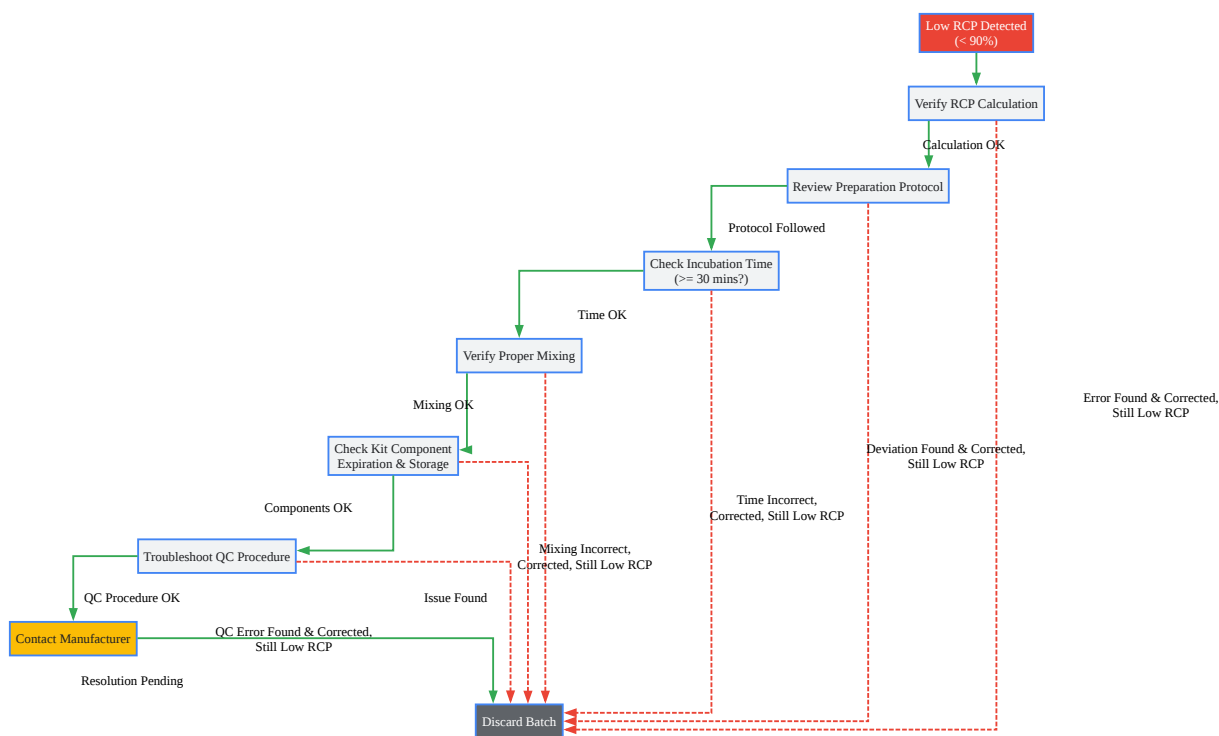 Low RCP Detected
(< 90%)
Verify RCP Calculation
Calculation OK
Review Preparation Protocol
Protocol Followed
Check Incubation Time
(>= 30 mins?)
Time OK
Verify Proper Mixing
Error Found & Corrected,
Still Low RCP
Mixing OK
Check Kit Component
Expiration & Storage
Deviation Found & Corrected,
Still Low RCP
Time Incorrect,
Corrected, Still Low RCP
Components OK
Troubleshoot QC Procedure
Mixing Incorrect,
Corrected, Still Low RCP
QC Procedure OK
Issue Found
Contact Manufacturer
QC Error Found & Corrected,
Still Low RCP
Resolution Pending
Discard Batch